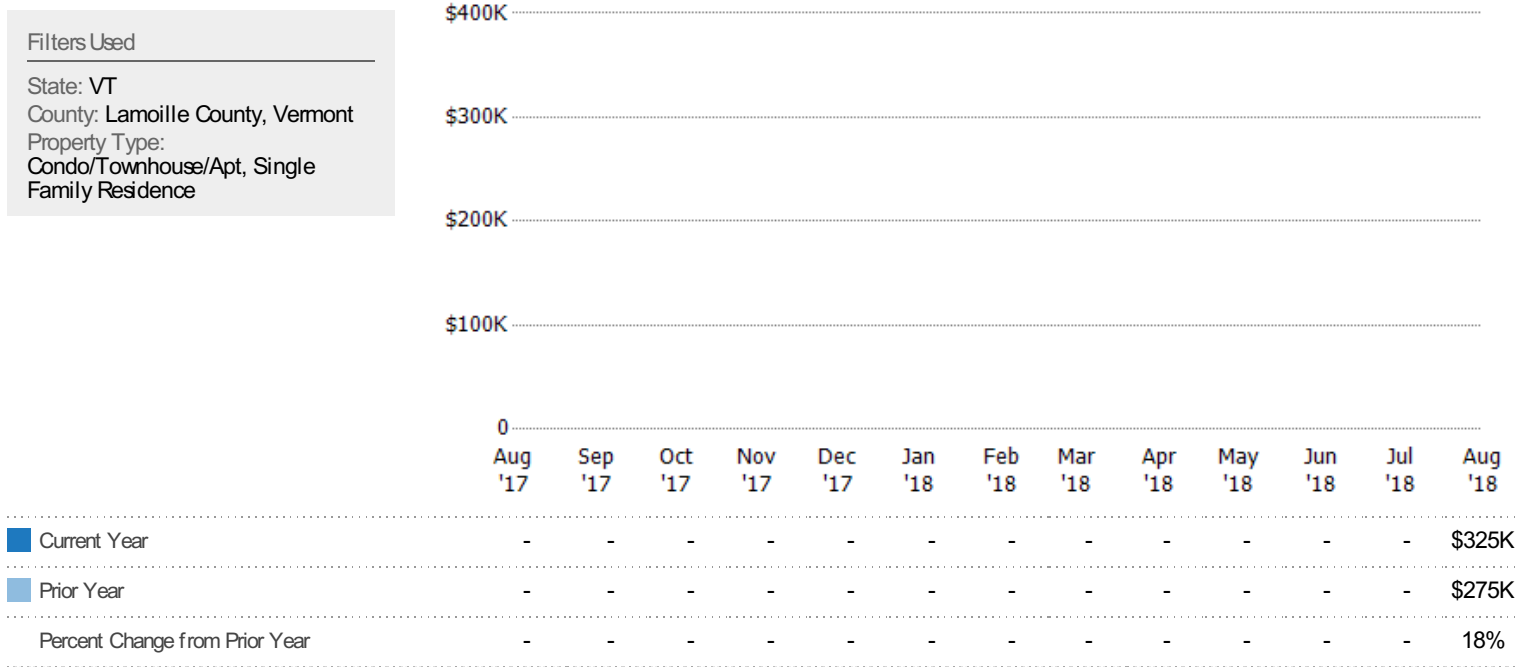 Filters Used
State: VT
County: Lamoille County, Vermont
Property Type:
Condo/Townhouse/Apt, Single
Family Residence
$400K
$300K
$200K
$100K
0
Aug Sep Oct Nov Dec Jan Feb Mar Apr May Jun Jul Aug
'17 '17 '17 '17 '17 '18 '18 '18 '18 '18 '18 '18 '18
Current Year - - - - - - - - - - - - $325K
Prior Year - - - - - - - - - - - - $275K
Percent Change from Prior Year - - - - - - - - - - - - 18%